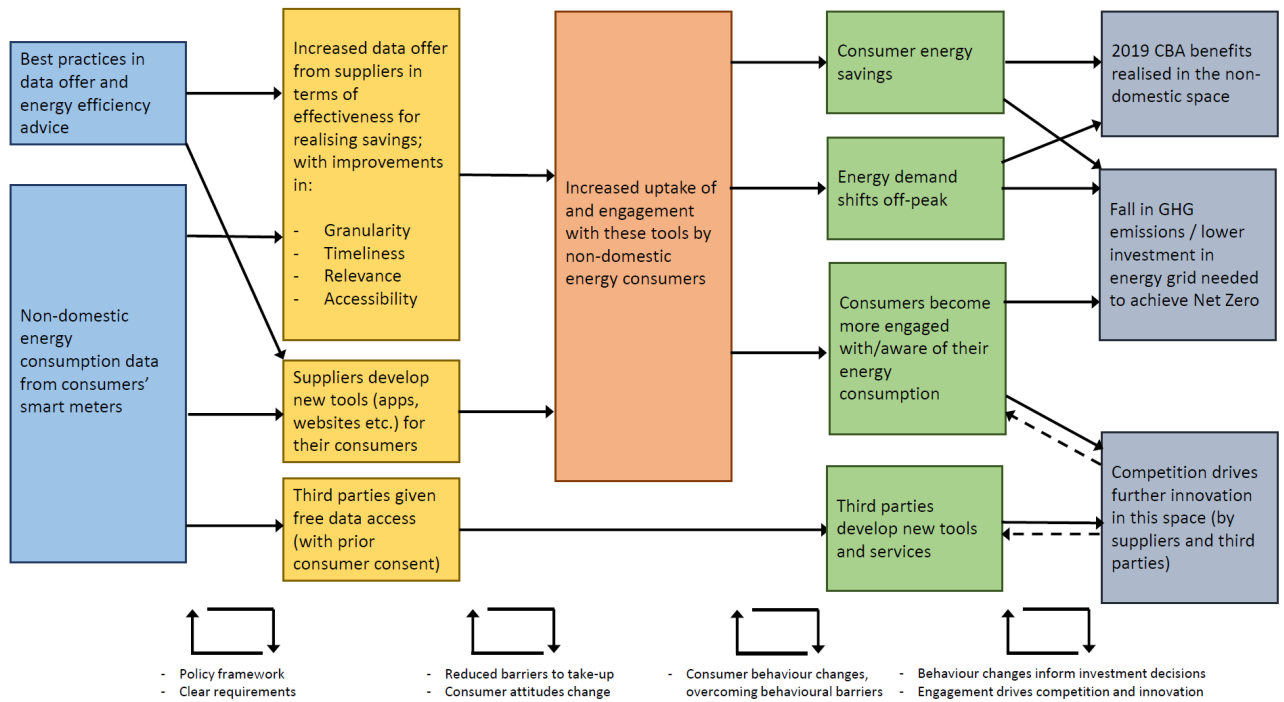 Best practices in
data offer and
energy efficiency
advice
Non-domestic
energy
consumption data
from consumers’
smart meters
Increased data offer
from suppliers in
terms of
effectiveness for
realising savings;
with improvements
in:
- Granularity
- Timeliness
- Relevance
- Accessibility
Suppliers develop
new tools (apps,
websites etc.) for
their consumers
Third parties given
free data access
(with prior
consumer consent)
Increased uptake of
and engagement
with these tools by
non-domestic
energy consumers
Consumer energy
savings
Energy demand
shifts off-peak
Consumers become
more engaged
with/aware of their
energy
consumption
Third parties
develop new tools
and services
2019 CBA benefits
realised in the non-
domestic space
Fall in GHG
emissions / lower
investment in
energy grid needed
to achieve Net Zero
Competition drives
further innovation
in this space (by
suppliers and third
parties)
- Policy framework
- Clear requirements
- Reduced barriers to take-up
- Consumer attitudes change
- Consumer behaviour changes,
overcoming behavioural barriers
- Behaviour changes inform investment decisions
- Engagement drives competition and innovation